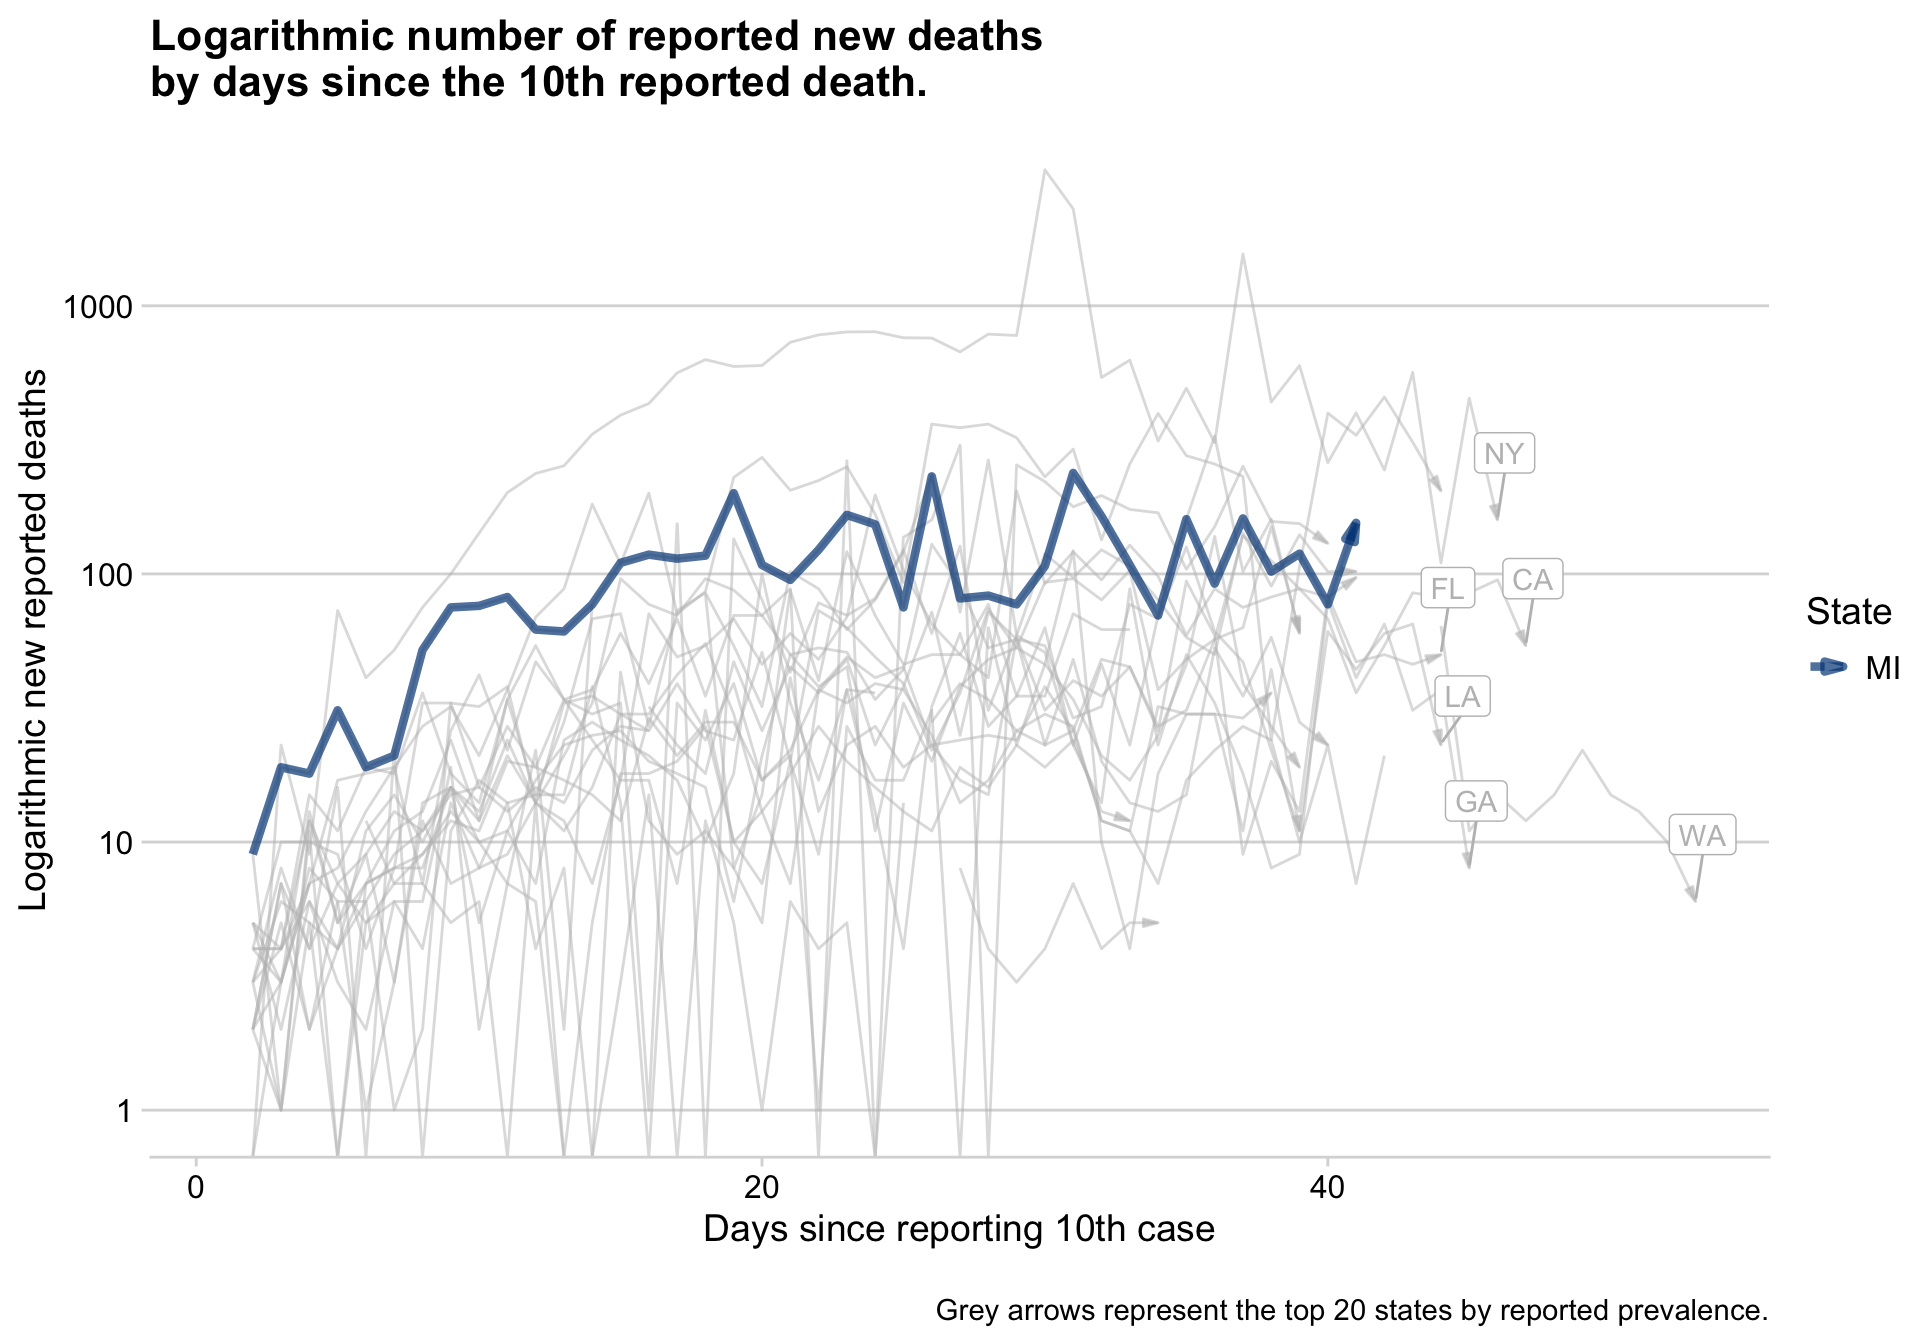 Logarithmic number of reported new deaths
by days since the 10th reported death.
Logarithmic new reported deaths
1000
100
10
1
NY
FL
CA
LA
GA
WA
State
MI
0
20
40
Days since reporting 10th case
Grey arrows represent the top 20 states by reported prevalence.